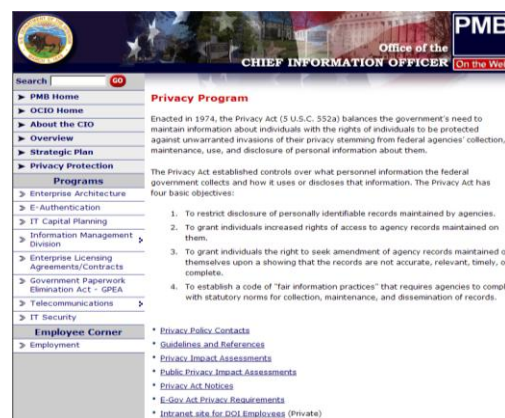 Office of the
CHIEF INFORMATION OFFICER
PMB
On the Web
Search
GO
PMB Home
OCIO Home
About the CIO
Overview
Strategic Plan
Privacy Protection
Programs
Enterprise Architecture
E-Authentication
IT Capital Planning
Information Management
Division
Enterprise Licensing
Agreements/Contracts
Government Paperwork
Elimination Act - GPEA
Telecommunications
IT Security
Employee Corner
Employment
Privacy Program
Enacted in 1974, the Privacy Act (5 U.S.C. 552a) balances the government's need to
maintain information about individuals with the rights of individuals to be protected
against unwarranted invasions of their privacy stemming from federal agencies' collection,
maintenance, use, and disclosure of personal information about them.
The Privacy Act established controls over what personnel information the federal
government collects and how it uses or discloses that information. The Privacy Act has
four basic objectives:
1. To restrict disclosure of personally identifiable records maintained by agencies.
2. To grant individuals increased rights of access to agency records maintained on
them.
3. To grant individuals the right to seek amendment of agency records maintained o
themselves upon a showing that the records are not accurate, relevant, timely, o
complete.
4. To establish a code of "fair information practices" that requires agencies to compl
with statutory norms for collection, maintenance, and dissemination of records.
* Privacy Policy Contacts
* Guidelines and References
* Privacy Impact Assessments
* Public Privacy Impact Assessments
* Privacy Act Notices
* E-Gov Act Privacy Requirements
* Intranet site for DOI Employees (Private)